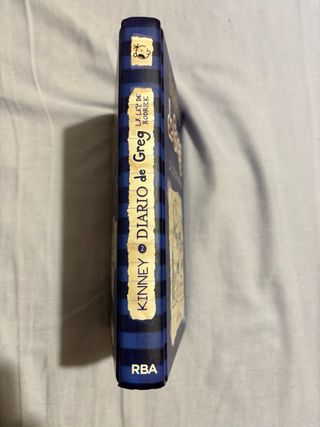 KINNEY 2 DIARIO de Greg
LA LEY DE
RODRICK
RBA